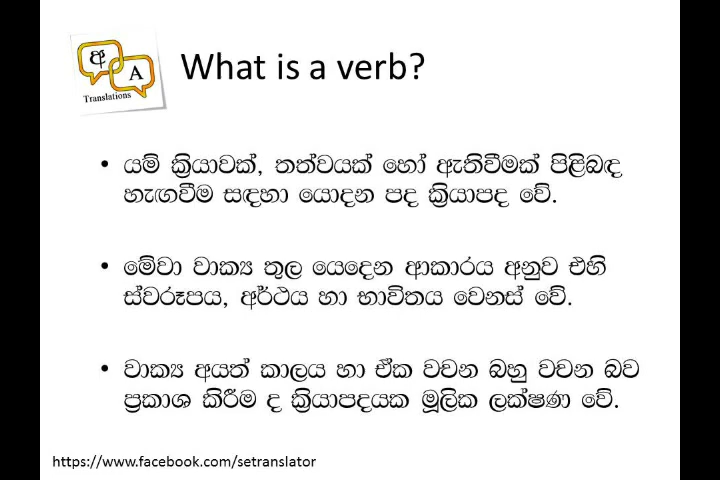 අ
A
Translations
What is a verb?
• යම් ක්‍රියාවක්, තත්වයක් හෝ ඇතිවීමක් පිළිබඳ
හැඟවීම සඳහා යොදන පද ක්‍රියාපද වේ.
• මේවා වාක්‍ය තුල යෙදෙන ආකාරය අනුව එහි
ස්වරූපය, අර්ථය හා භාවිතය වෙනස් වේ.
• වාක්‍ය අයත් කාලය හා ඒක වචන බහු වචන බව
ප්‍රකාශ කිරීම ද ක්‍රියාපදයක මූලික ලක්ෂණ වේ.
https://www.facebook.com/setranslator